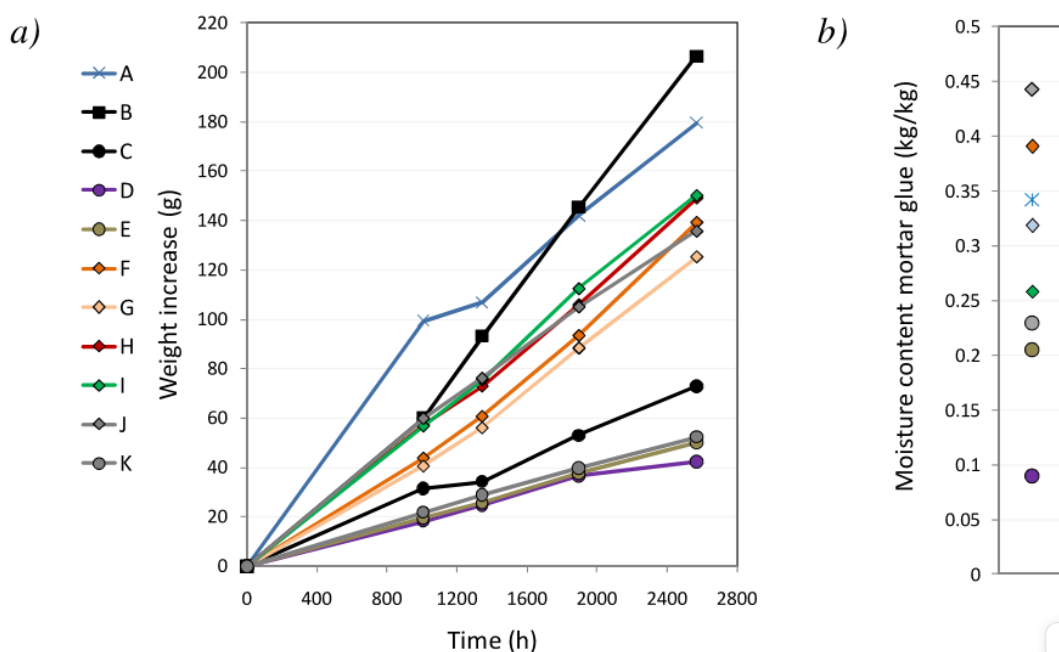 a)
A
B
C
D
E
F
G
H
I
J
K
Weight increase (g)
220
200
180
160
140
120
100
80
60
40
20
0
0 400 800 1200 1600 2000 2400 2800
Time (h)
b)
Moisture content mortar glue (kg/kg)
0.5
0.45
0.4
0.35
0.3
0.25
0.2
0.15
0.1
0.05
0